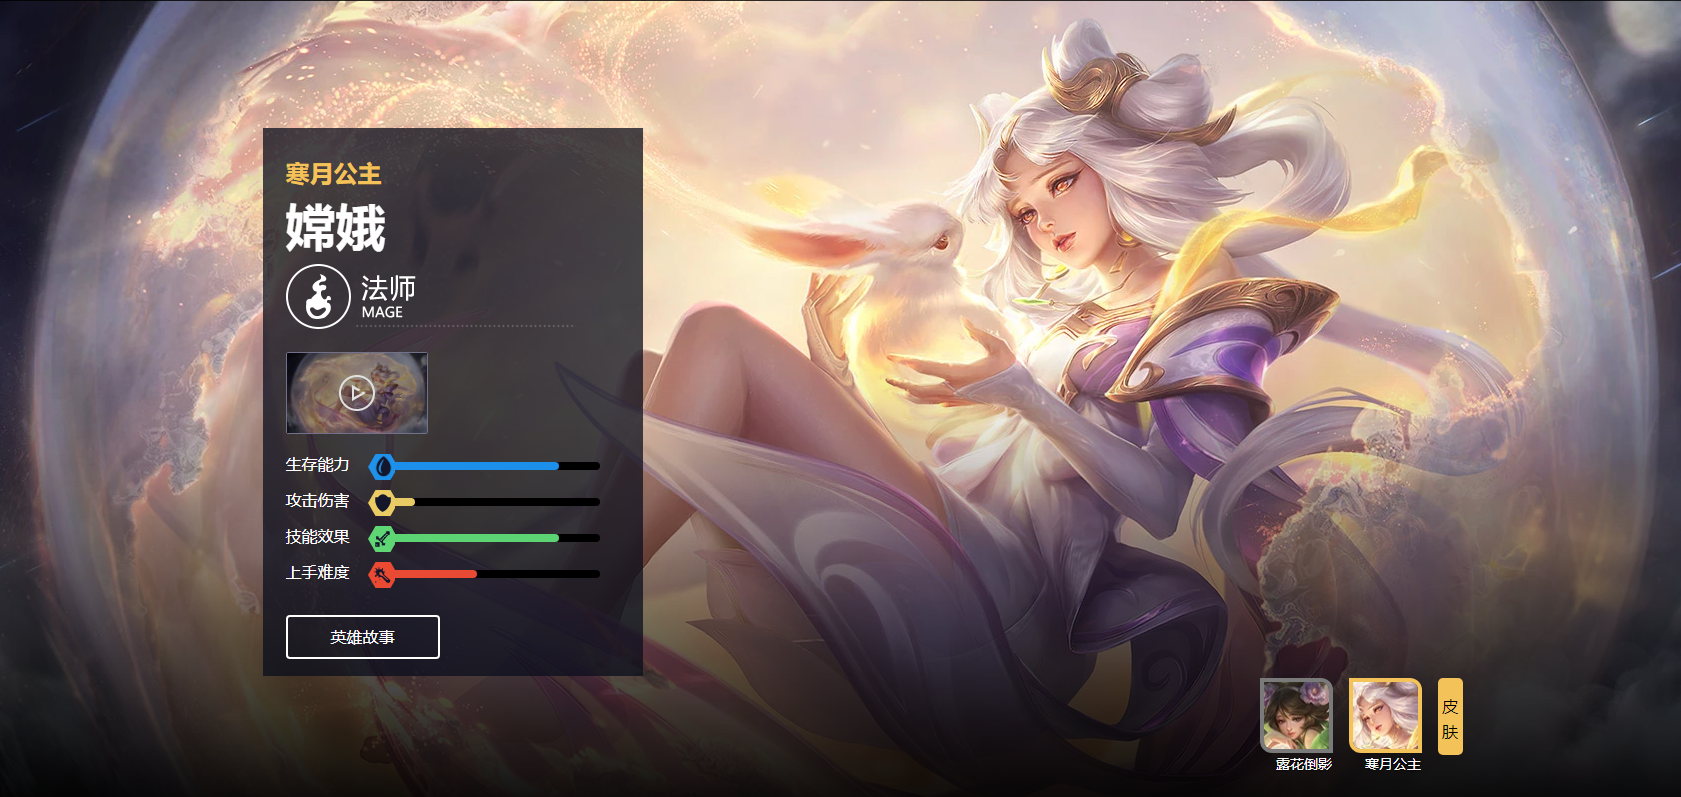 寒月公主
嫦娥
法师
MAGE
生存能力
攻击伤害
技能效果
上手难度
英雄故事
露花倒影
寒月公主
皮肤